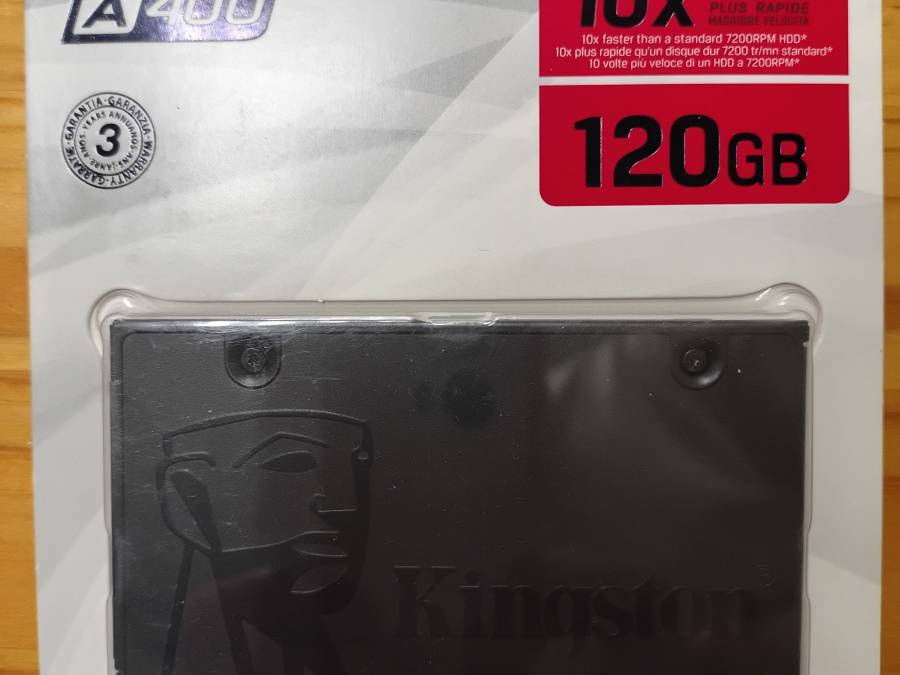 A400
10x
PLUS RAPIDE
MAGGIORE VELOCITÀ
10x faster than a standard 7200RPM HDD*
10x plus rapide qu'un disque dur 7200 tr/mn standard*
10 volte più veloce di un HDD a 7200RPM*
GARANTIA · GARANZIA · WARRANTY · GARANTIE
3
120GB
Kingston